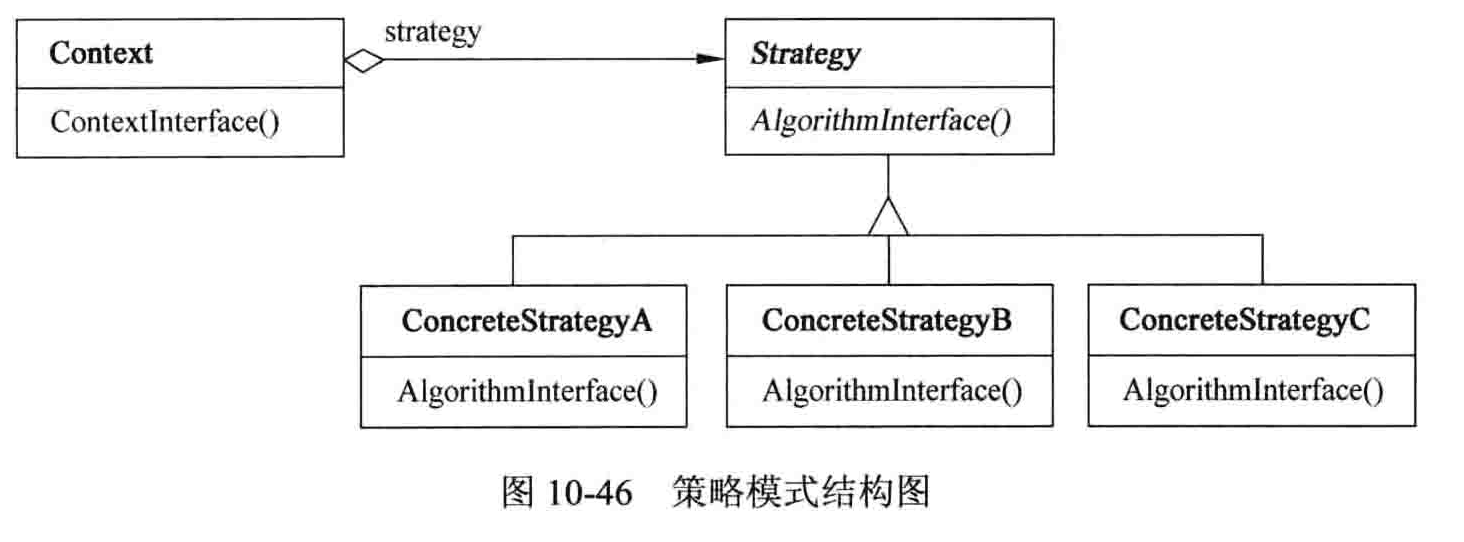 strategy
Context
Strategy
ContextInterface()
AlgorithmInterface()
ConcreteStrategyA
ConcreteStrategyB
ConcreteStrategyC
AlgorithmInterface()
AlgorithmInterface()
AlgorithmInterface()
图 10-46 策略模式结构图